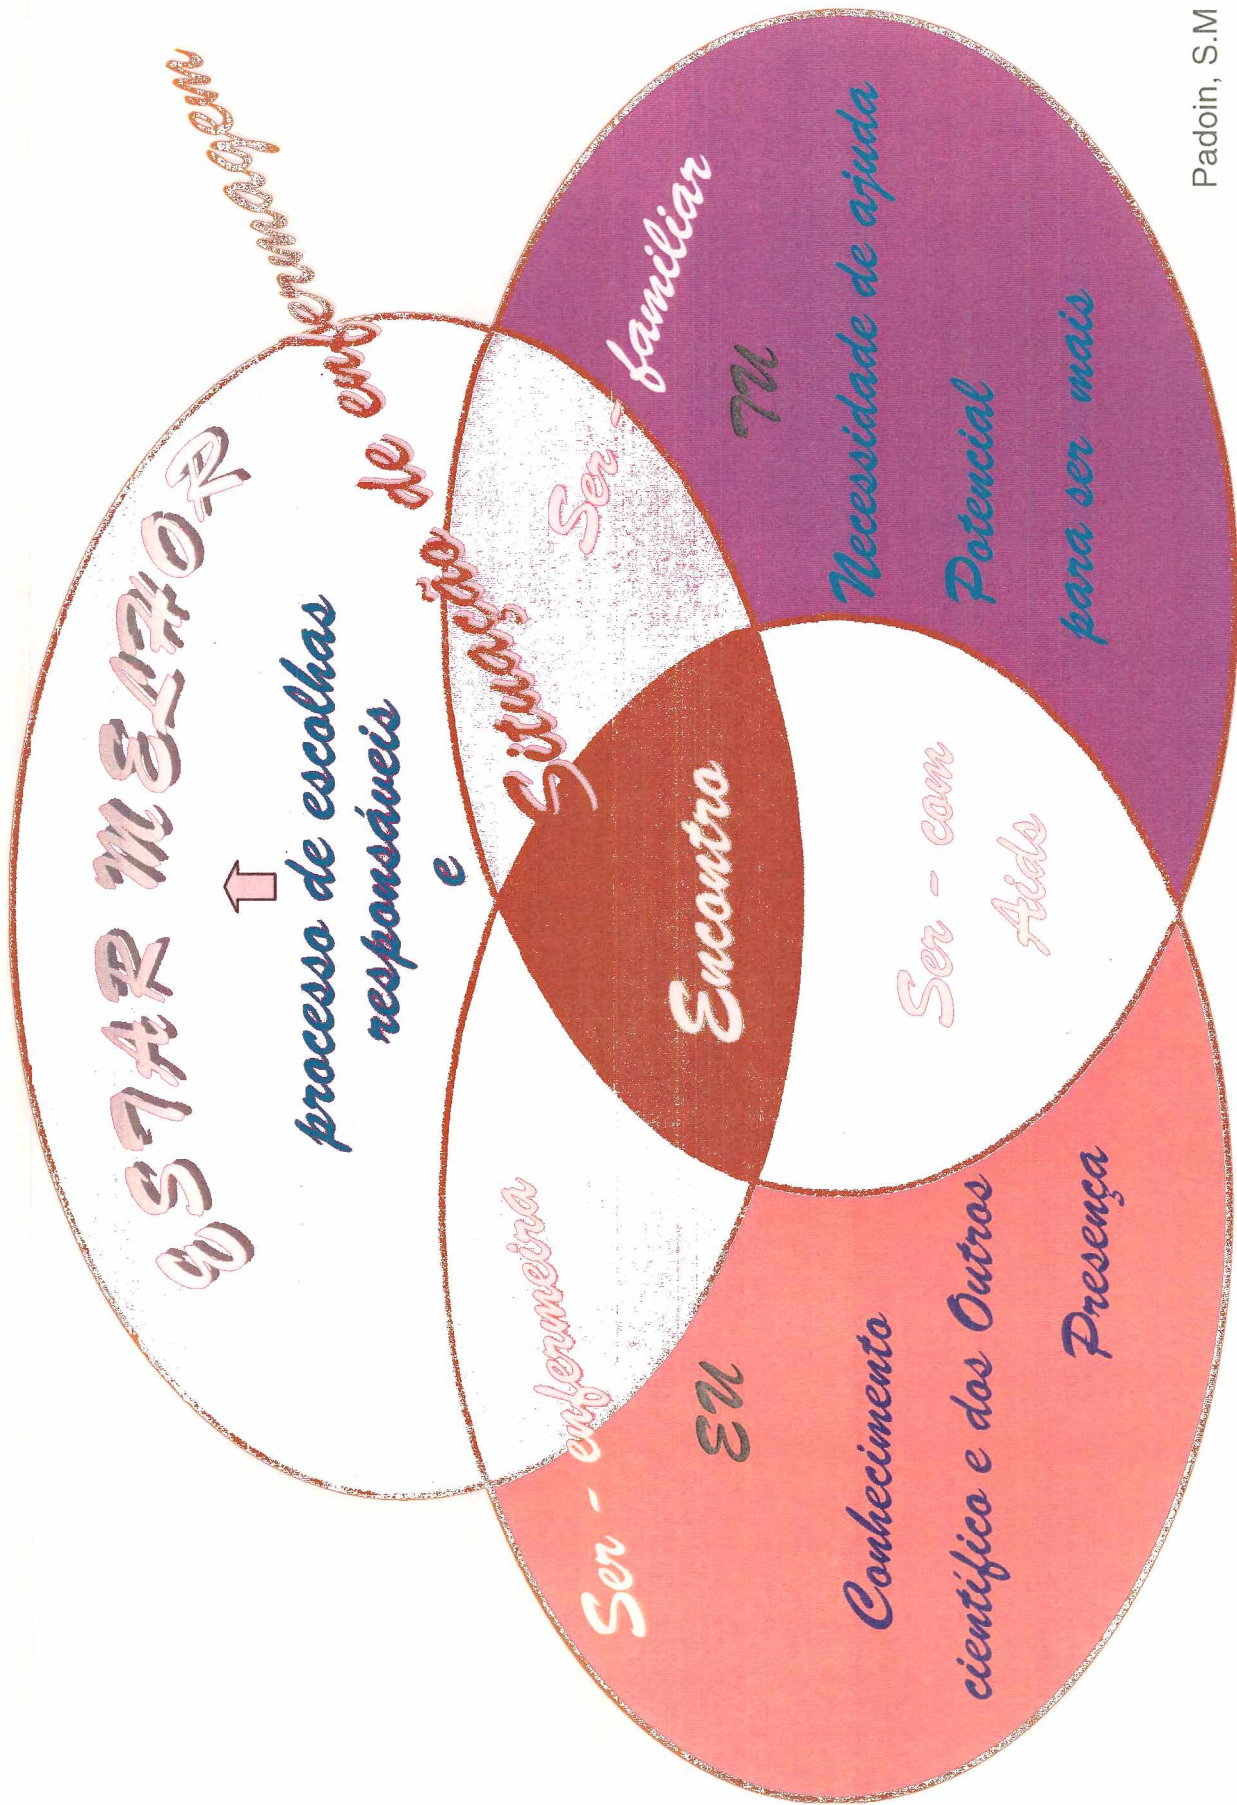 ESTAR MELHOR
processo de escolhas
responsáveis
e
Situação de enfermagem
Ser - enfermeira
Ser - familiar
EU
TU
Encontro
Conhecimento
científico e dos Outros
Presença
Ser - com
Aids
Necessidade de ajuda
Potencial
para ser mais
Padoin, S.M